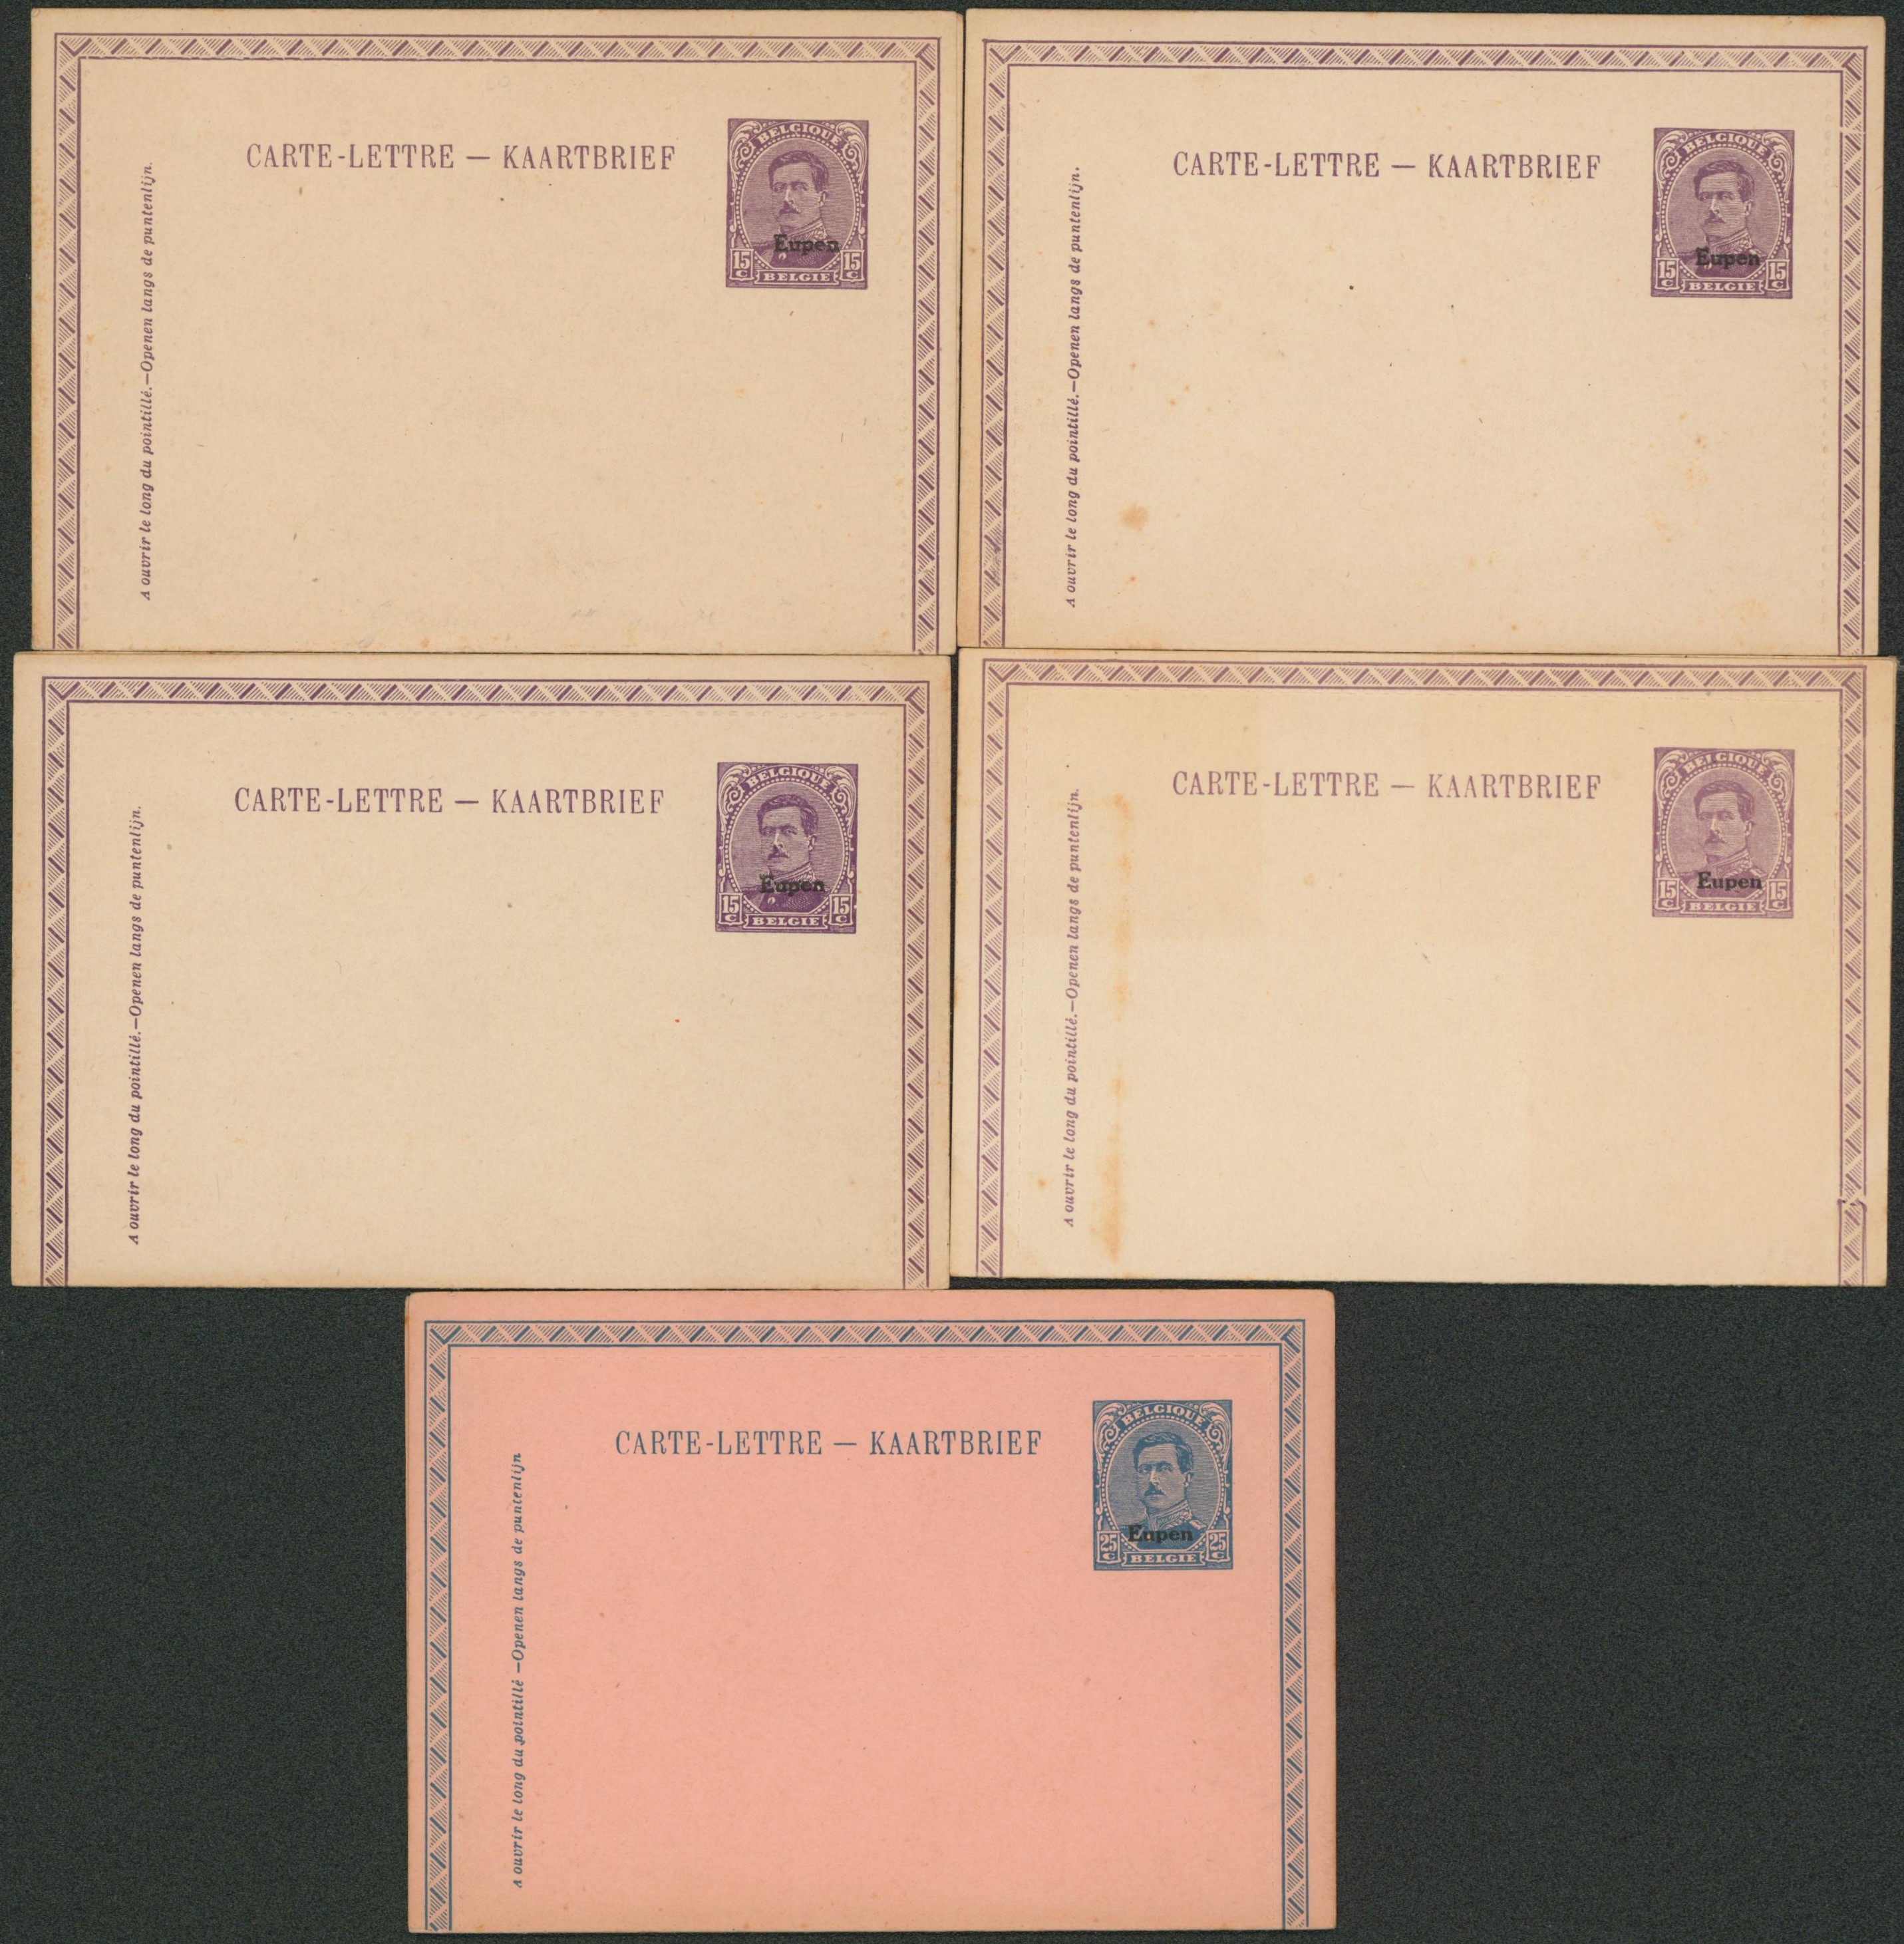 CARTE-LETTRE — KAARTBRIEF
BELGIQUE
Eupen
15 C 15 C
BELGIE
A ouvrir le long du pointillé.—Openen langs de puntenlijn.
CARTE-LETTRE — KAARTBRIEF
BELGIQUE
Eupen
15 C 15 C
BELGIE
A ouvrir le long du pointillé.—Openen langs de puntenlijn.
CARTE-LETTRE — KAARTBRIEF
BELGIQUE
Eupen
15 C 15 C
BELGIE
A ouvrir le long du pointillé.—Openen langs de puntenlijn.
CARTE-LETTRE — KAARTBRIEF
BELGIQUE
Eupen
15 C 15 C
BELGIE
A ouvrir le long du pointillé.—Openen langs de puntenlijn.
CARTE-LETTRE — KAARTBRIEF
BELGIQUE
Eupen
25 C 25 C
BELGIE
A ouvrir le long du pointillé —Openen langs de puntenlijn